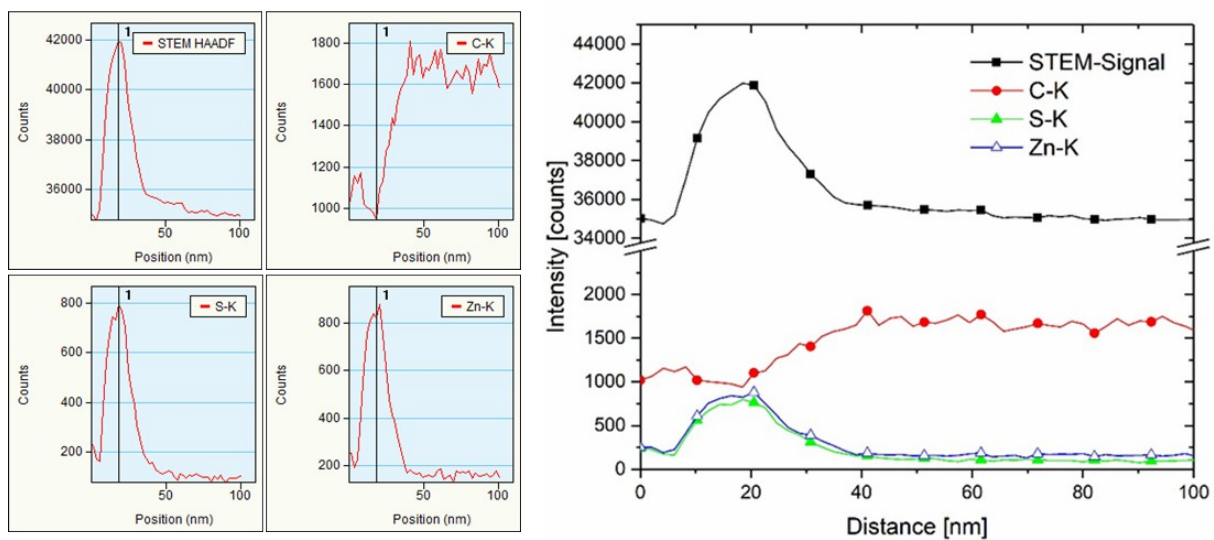 1
STEM HAADF
42000
40000
38000
36000
Counts
50
100
Position (nm)
1
C-K
1800
1600
1400
1200
1000
Counts
50
100
Position (nm)
1
S-K
800
600
400
200
Counts
50
100
Position (nm)
1
Zn-K
800
600
400
200
Counts
50
100
Position (nm)
44000
42000
40000
38000
36000
34000
2000
1500
1000
500
0
Intensity [counts]
STEM-Signal
C-K
S-K
Zn-K
0
20
40
60
80
100
Distance [nm]